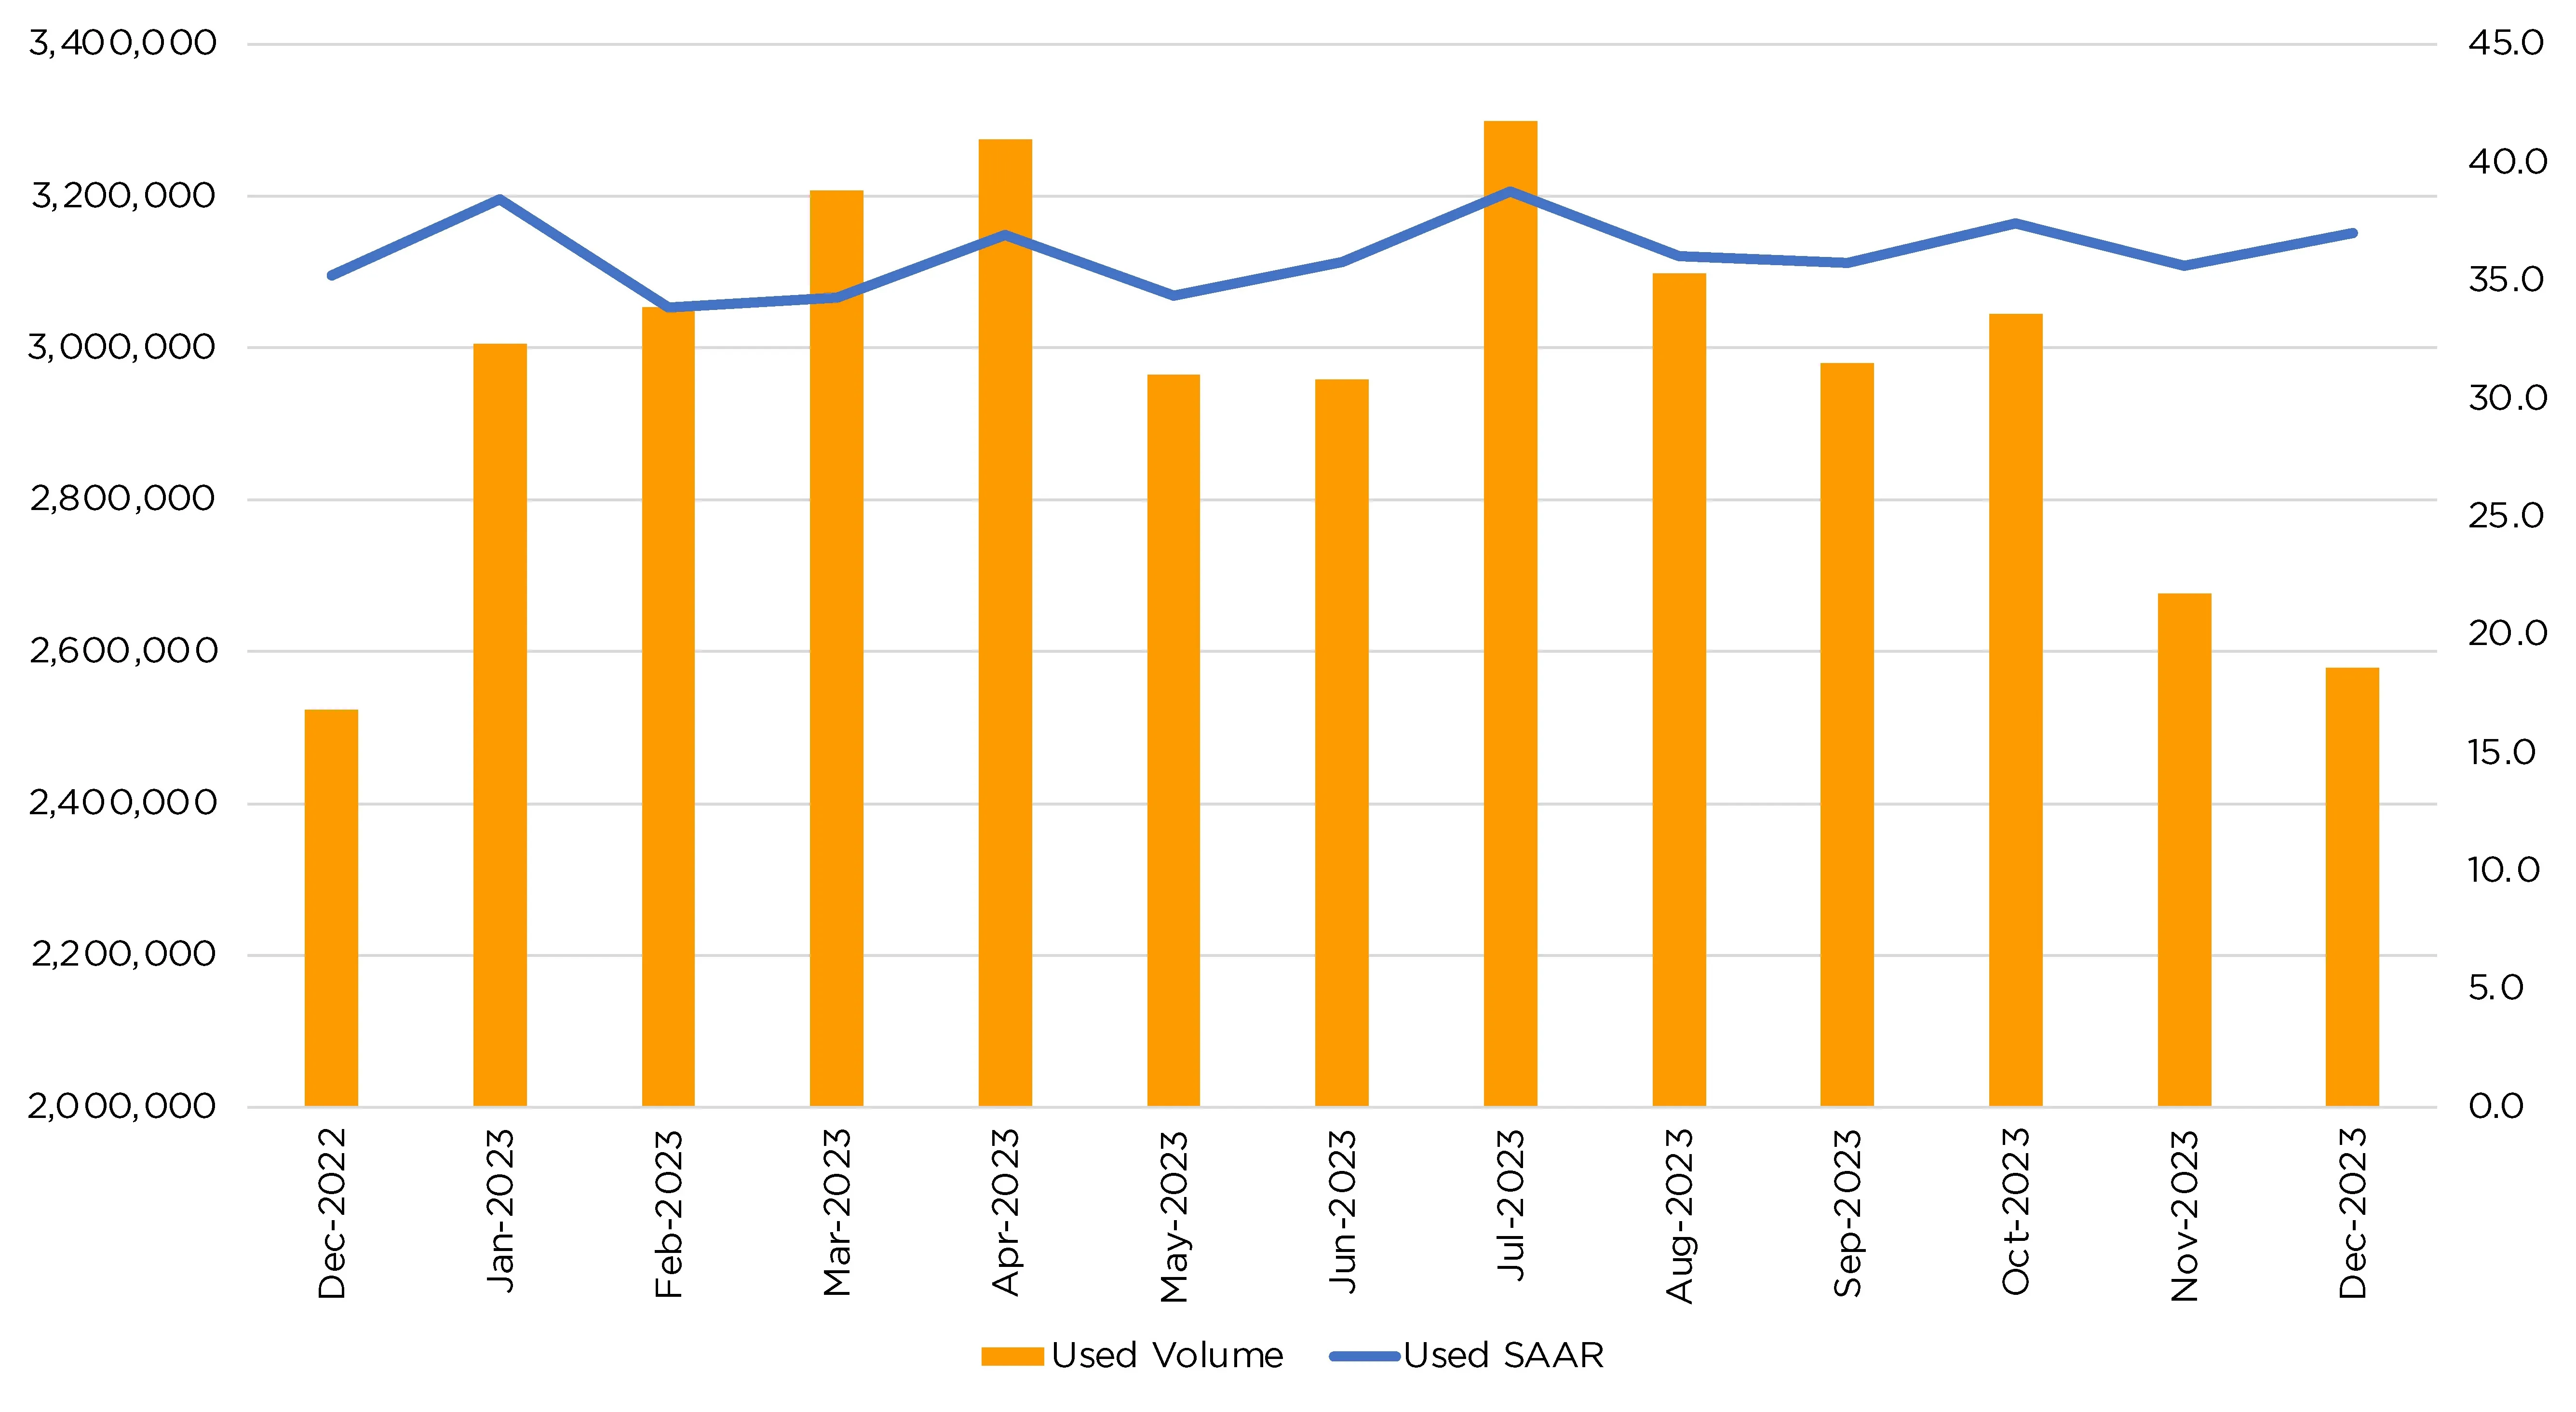 3,400,000
3,200,000
3,000,000
2,800,000
2,600,000
2,400,000
2,200,000
2,000,000
45.0
40.0
35.0
30.0
25.0
20.0
15.0
10.0
5.0
0.0
Dec-2022
Jan-2023
Feb-2023
Mar-2023
Apr-2023
May-2023
Jun-2023
Jul-2023
Aug-2023
Sep-2023
Oct-2023
Nov-2023
Dec-2023
Used Volume
Used SAAR